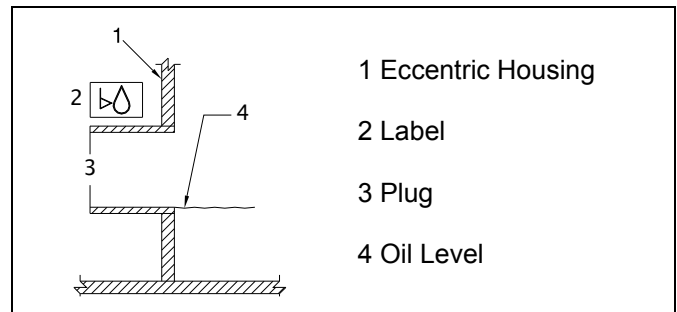 1
2
3
4
1 Eccentric Housing
2 Label
3 Plug
4 Oil Level